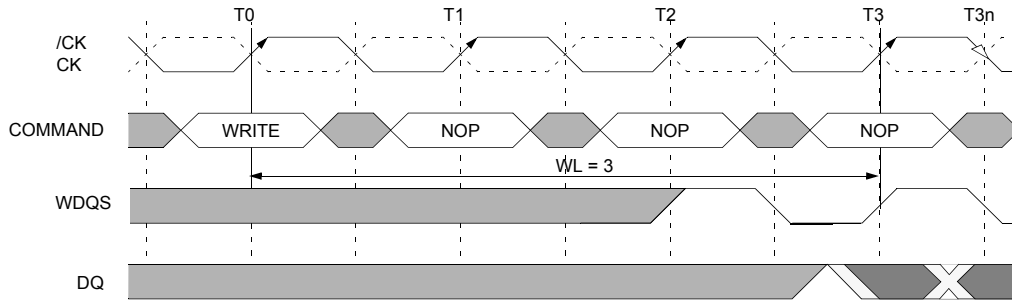 T0 T1 T2 T3 T3n
/CK
CK
COMMAND WRITE NOP NOP NOP
WL = 3
WDQS
DQ